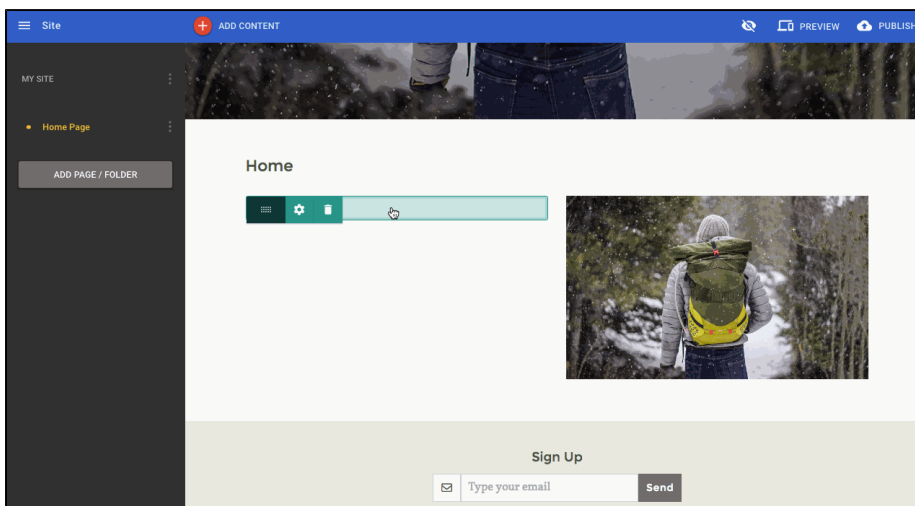 Site
ADD CONTENT
PREVIEW
PUBLISH
MY SITE
Home Page
ADD PAGE / FOLDER
Home
Sign Up
Type your email
Send